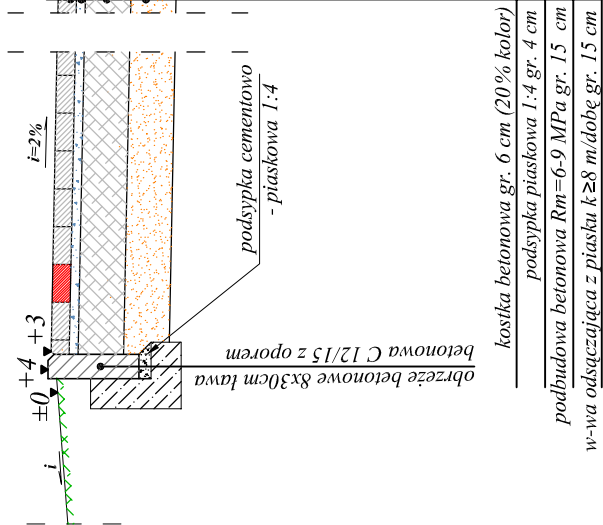 i=2%
+3
+4
±0
i
podsypka cementowo
- piaskowa 1:4
obrzeże betonowe 8x30cm ława
betonowa C 12/15 z oporem
kostka betonowa gr. 6 cm (20% kolor)
podsypka piaskowa 1:4 gr. 4 cm
podbudowa betonowa Rm=6-9 MPa gr. 15 cm
w-wa odsączająca z piasku k≥8 m/dobę gr. 15 cm